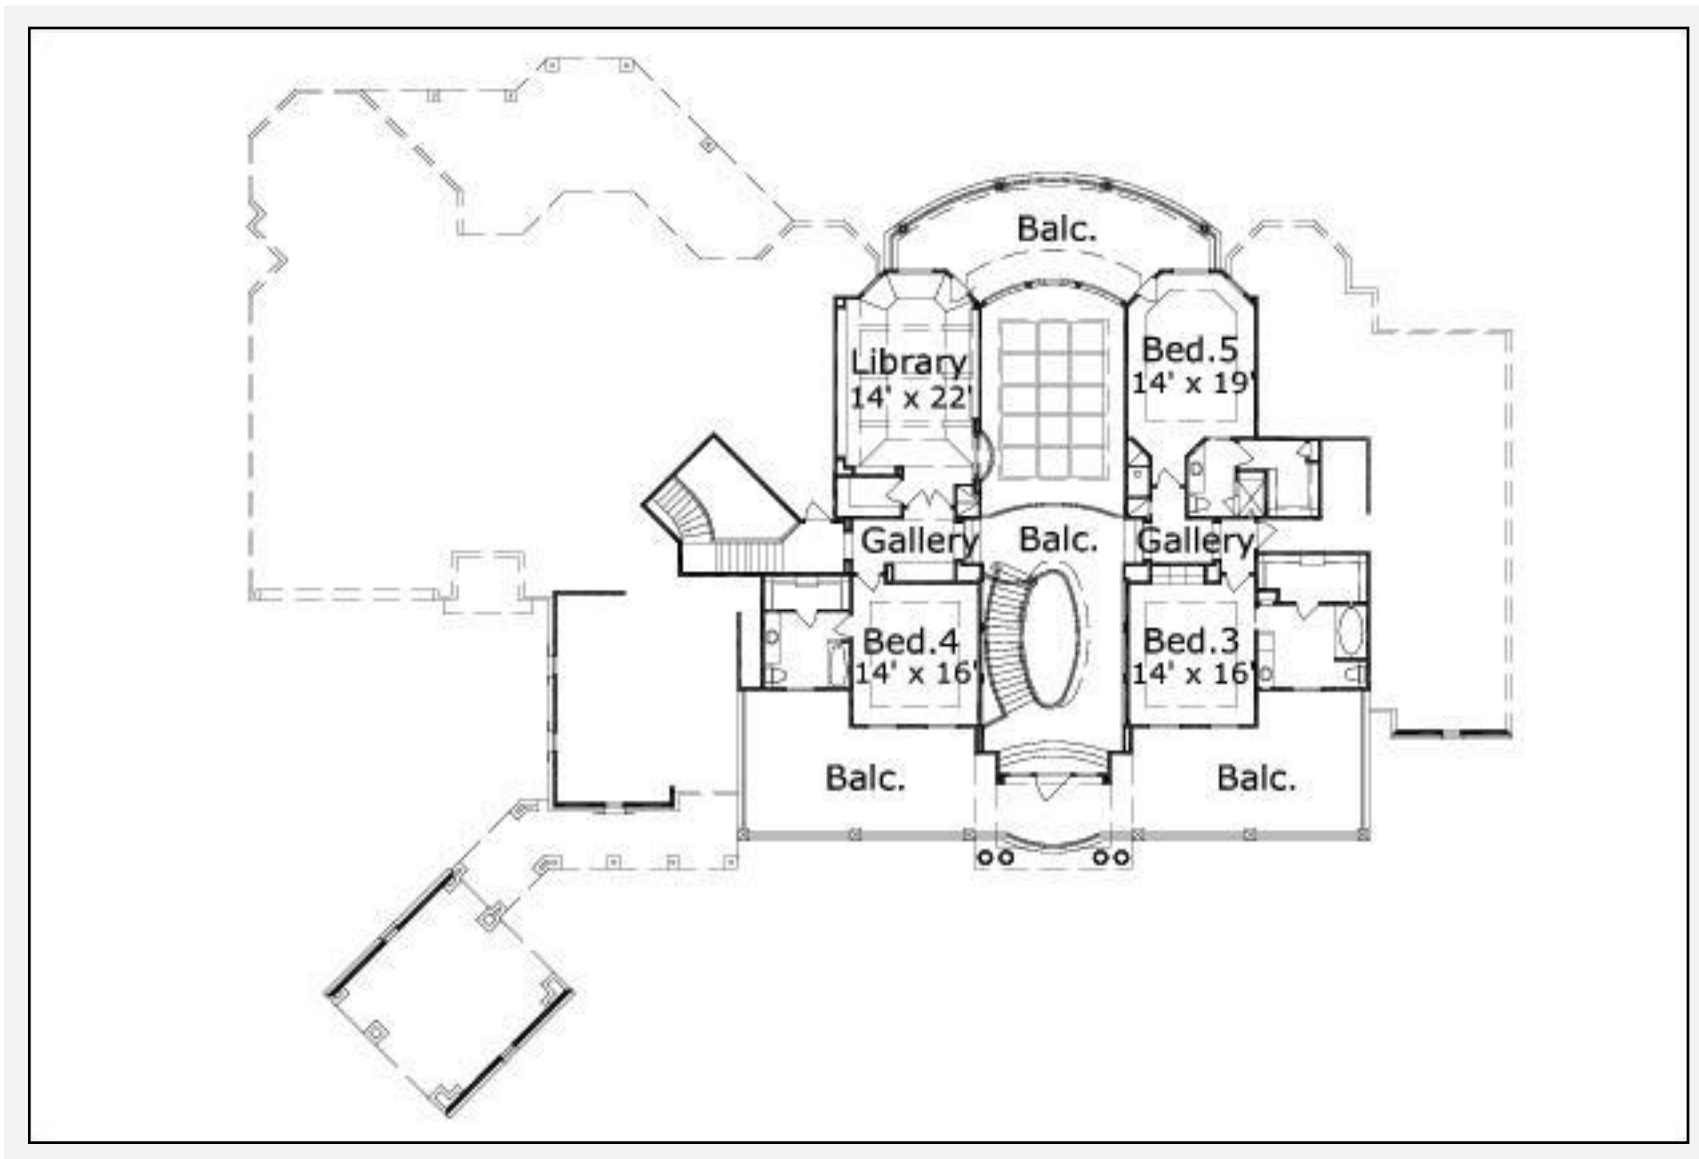 Balc.
Library
14' x 22'
Bed.5
14' x 19'
Gallery
Balc.
Gallery
Bed.4
14' x 16'
Bed.3
14' x 16'
Balc.
Balc.